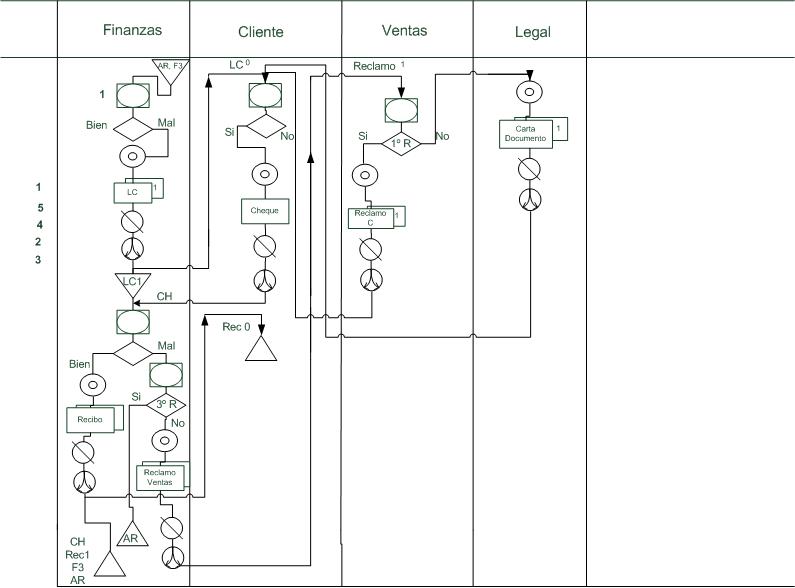 Finanzas
Cliente
Ventas
Legal
AR, F3
1
Bien
Mal
LC
1
LC1
CH
Bien
Mal
Recibo
Si
3º R
No
Reclamo
Ventas
AR
CH
Rec1
F3
AR
1
5
4
2
3
LC 0
Si
No
Cheque
Rec 0
Reclamo 1
Si
1º R
No
Reclamo
C
1
Carta
Documento
1